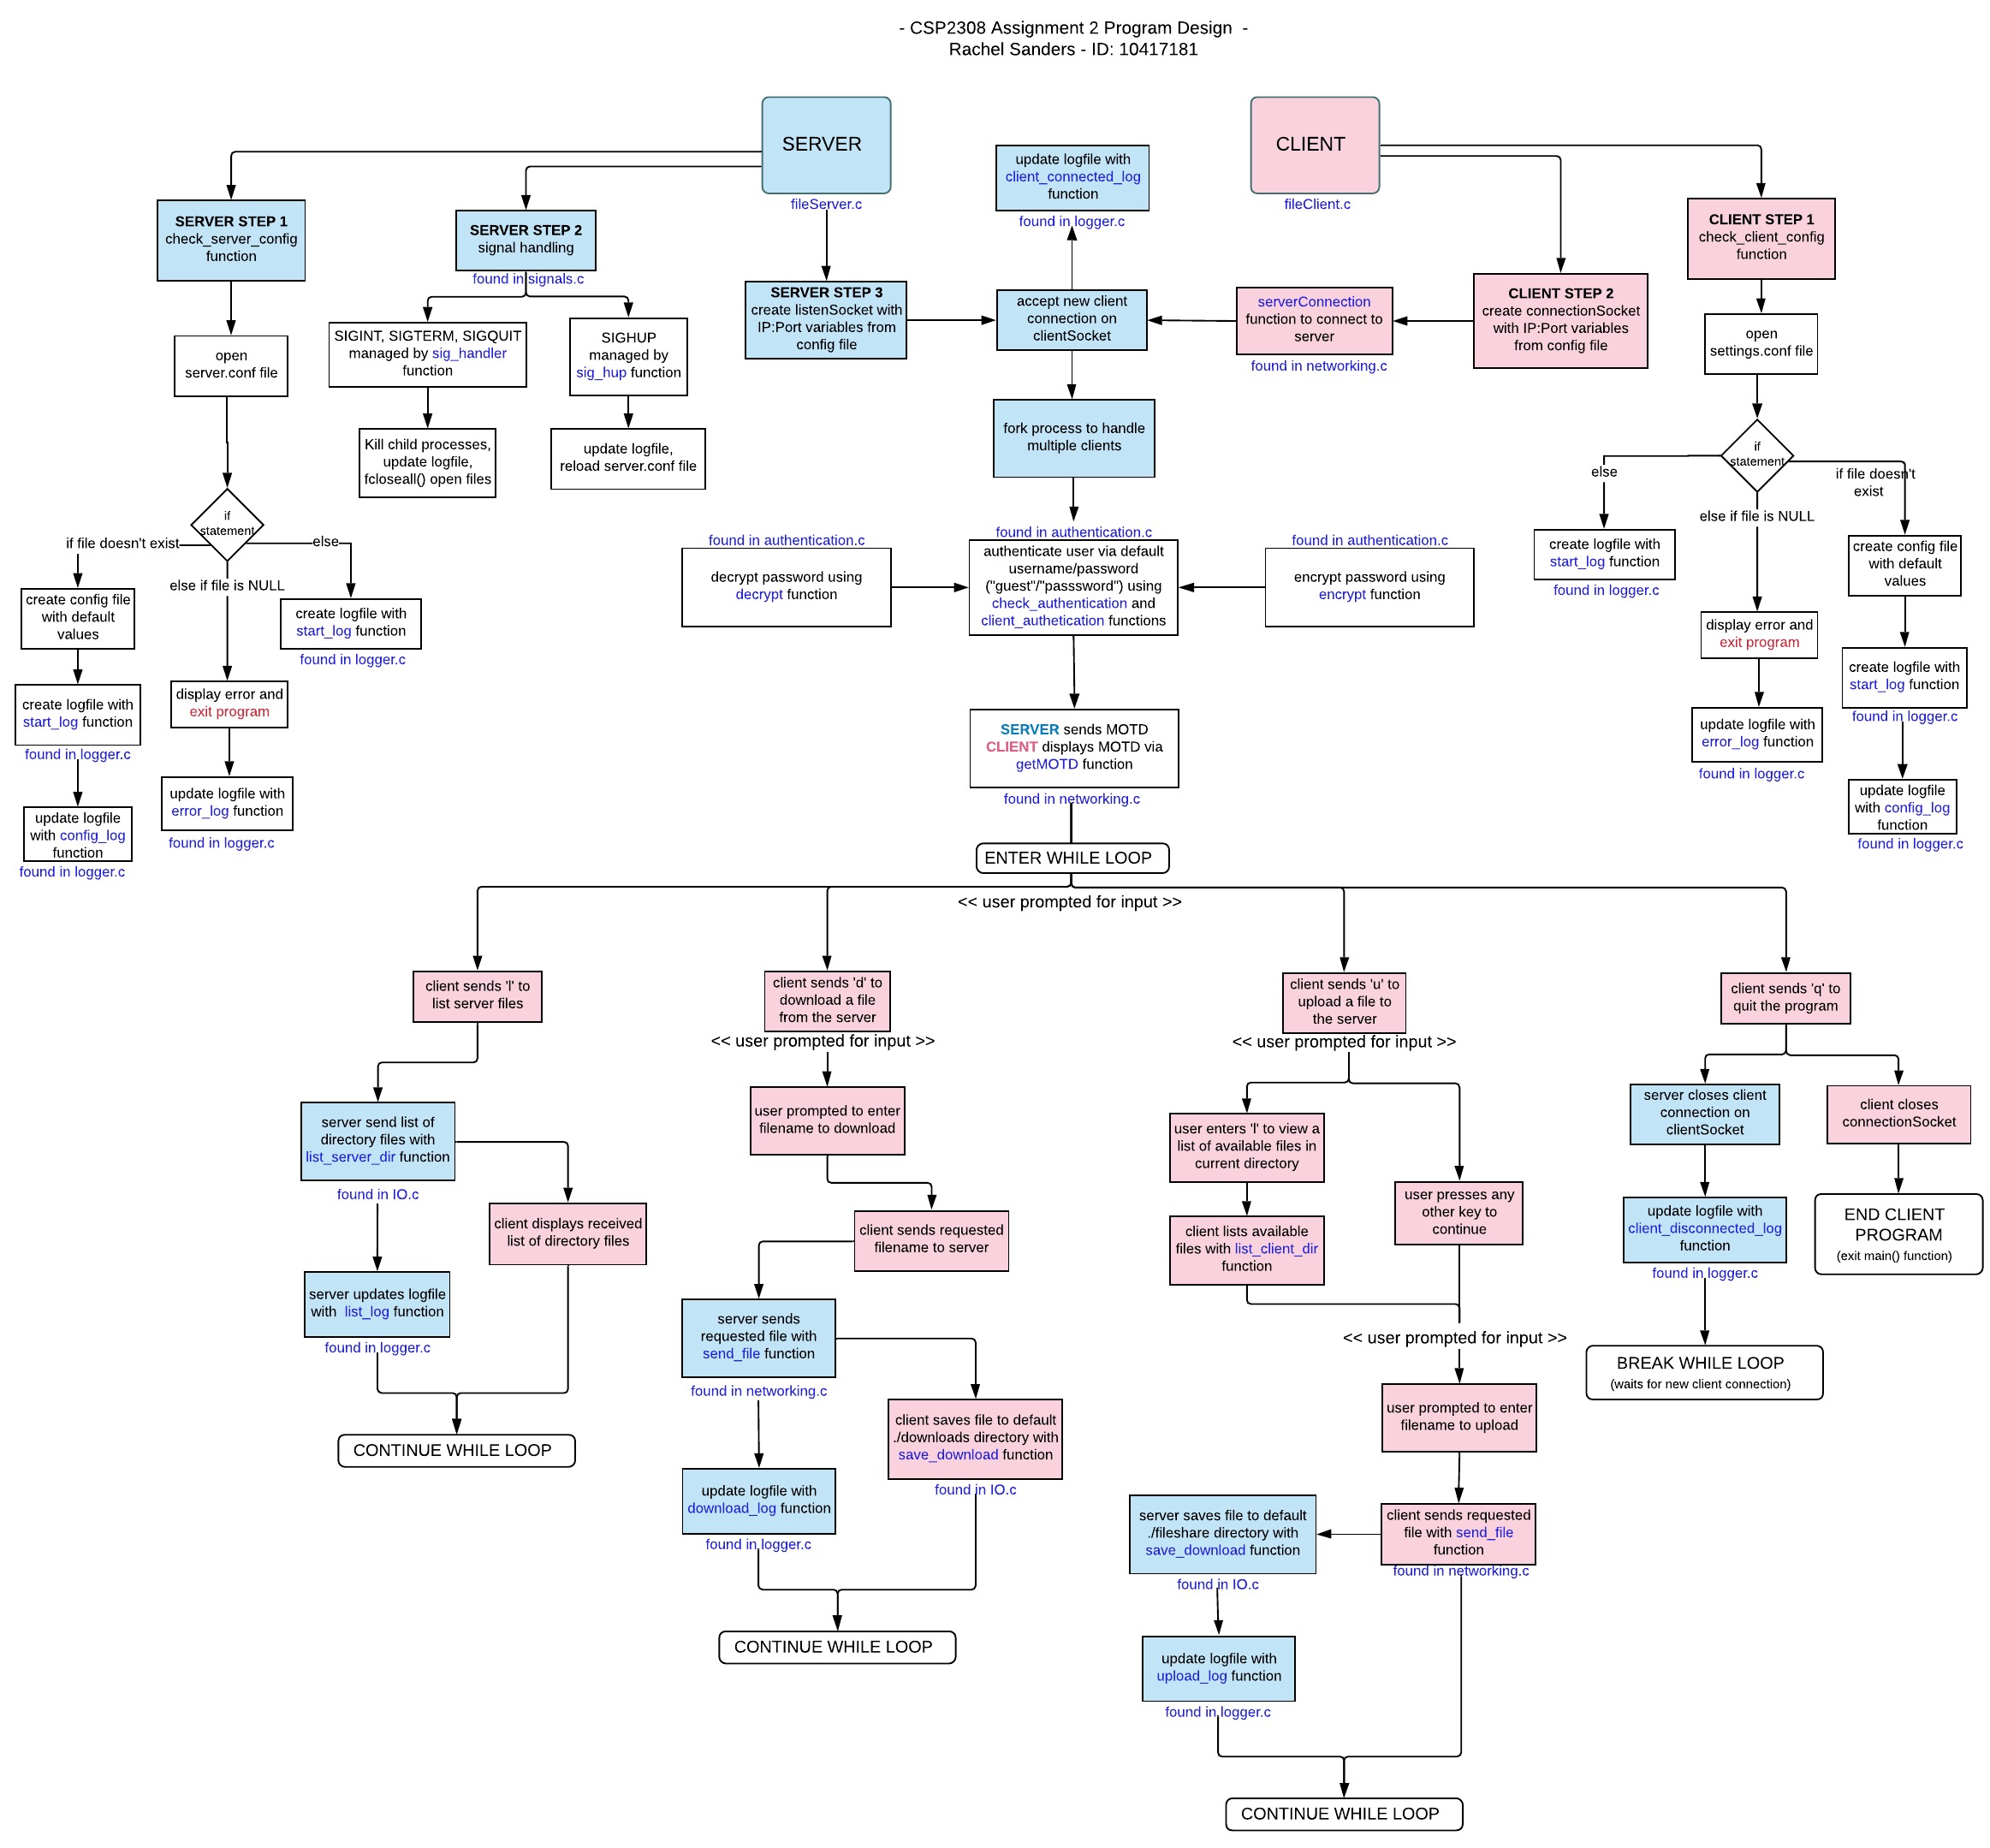 - CSP2308 Assignment 2 Program Design  -
Rachel Sanders - ID: 10417181
SERVER
fileServer.c
CLIENT
fileClient.c
update logfile with
client_connected_log
function
found in logger.c
SERVER STEP 1
check_server_config
function
SERVER STEP 2
signal handling
found in signals.c
SERVER STEP 3
create listenSocket with
IP:Port variables from
config file
accept new client
connection on
clientSocket
serverConnection
function to connect to
server
found in networking.c
CLIENT STEP 2
create connectionSocket
with IP:Port variables
from config file
CLIENT STEP 1
check_client_config
function
open
server.conf file
SIGINT, SIGTERM, SIGQUIT
managed by sig_handler
function
SIGHUP
managed by
sig_hup function
Kill child processes,
update logfile,
fcloseall() open files
update logfile,
reload server.conf file
fork process to handle
multiple clients
open
settings.conf file
if
statement
if file doesn't exist
else if file is NULL
else
create config file
with default
values
create logfile with
start_log function
found in logger.c
update logfile
with config_log
function
found in logger.c
display error and
exit program
update logfile with
error_log function
found in logger.c
create logfile with
start_log function
found in logger.c
found in authentication.c
decrypt password using
decrypt function
found in authentication.c
authenticate user via default
username/password
("guest"/"passsword") using
check_authentication and
client_authetication functions
found in authentication.c
encrypt password using
encrypt function
if
statement
else
else if file is NULL
if file doesn't
exist
create logfile with
start_log function
found in logger.c
display error and
exit program
update logfile with
error_log function
found in logger.c
create config file
with default
values
create logfile with
start_log function
found in logger.c
update logfile
with config_log
function
found in logger.c
SERVER sends MOTD
CLIENT displays MOTD via
getMOTD function
found in networking.c
ENTER WHILE LOOP
<< user prompted for input >>
client sends 'l' to
list server files
server send list of
directory files with
list_server_dir function
found in IO.c
client displays received
list of directory files
server updates logfile
with  list_log function
found in logger.c
CONTINUE WHILE LOOP
client sends 'd' to
download a file
from the server
<< user prompted for input >>
user prompted to enter
filename to download
client sends requested
filename to server
server sends
requested file with
send_file function
found in networking.c
client saves file to default
./downloads directory with
save_download function
found in IO.c
update logfile with
download_log function
found in logger.c
CONTINUE WHILE LOOP
client sends 'u' to
upload a file to
the server
<< user prompted for input >>
user enters 'l' to view a
list of available files in
current directory
client lists available
files with list_client_dir
function
user presses any
other key to
continue
<< user prompted for input >>
user prompted to enter
filename to upload
client sends requested
file with send_file
function
found in networking.c
server saves file to default
./fileshare directory with
save_download function
found in IO.c
update logfile with
upload_log function
found in logger.c
CONTINUE WHILE LOOP
client sends 'q' to
quit the program
server closes client
connection on
clientSocket
update logfile with
client_disconnected_log
function
found in logger.c
BREAK WHILE LOOP
(waits for new client connection)
client closes
connectionSocket
END CLIENT
PROGRAM
(exit main() function)